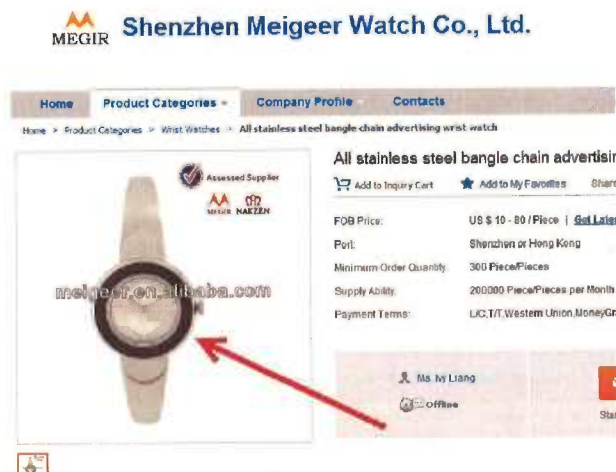 MEGIR
Shenzhen Meigeer Watch Co., Ltd.
Home Product Categories Company Profile Contacts
Home > Product Categories > Wrist Watches > All stainless steel bangle chain advertising wrist watch
Assessed Supplier
MEGIR NAKZEN
meigeer.en.alibaba.com
All stainless steel bangle chain advertisin
Add to Inquiry Cart Add to My Favorites Share
FOB Price: US $ 10 - 80 / Piece | Get Lates
Port: Shenzhen or Hong Kong
Minimum Order Quantity: 300 Piece/Pieces
Supply Ability: 200000 Piece/Pieces per Month
Payment Terms: L/C,T/T,Western Union,MoneyGr
Ms Ivy Liang
Offline
Star